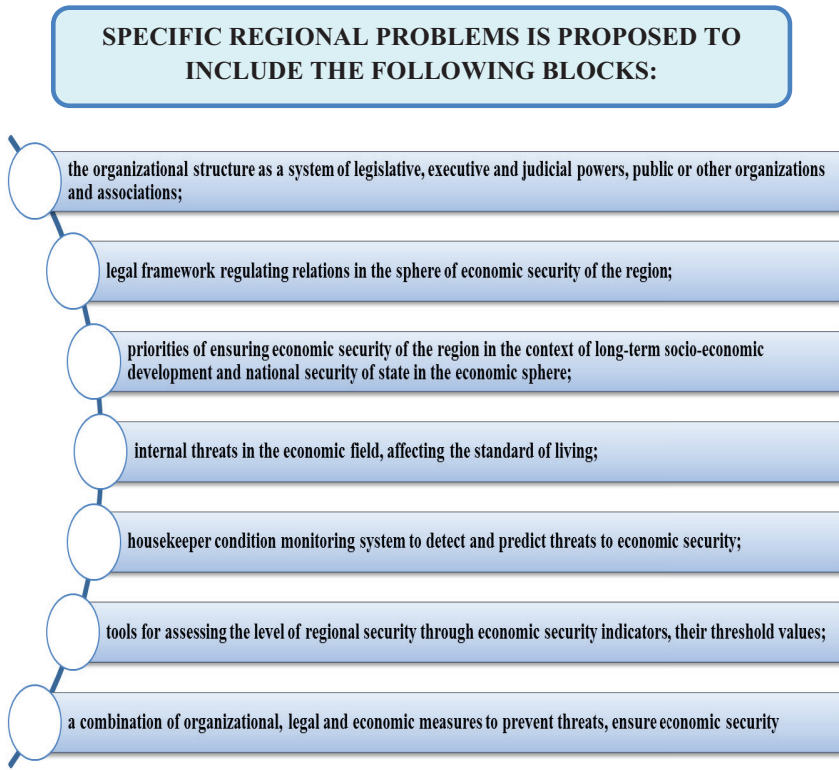 SPECIFIC REGIONAL PROBLEMS IS PROPOSED TO
INCLUDE THE FOLLOWING BLOCKS:
the organizational structure as a system of legislative, executive and judicial powers, public or other organizations
and associations;
legal framework regulating relations in the sphere of economic security of the region;
priorities of ensuring economic security of the region in the context of long-term socio-economic
development and national security of state in the economic sphere;
internal threats in the economic field, affecting the standard of living;
housekeeper condition monitoring system to detect and predict threats to economic security;
tools for assessing the level of regional security through economic security indicators, their threshold values;
a combination of organizational, legal and economic measures to prevent threats, ensure economic security